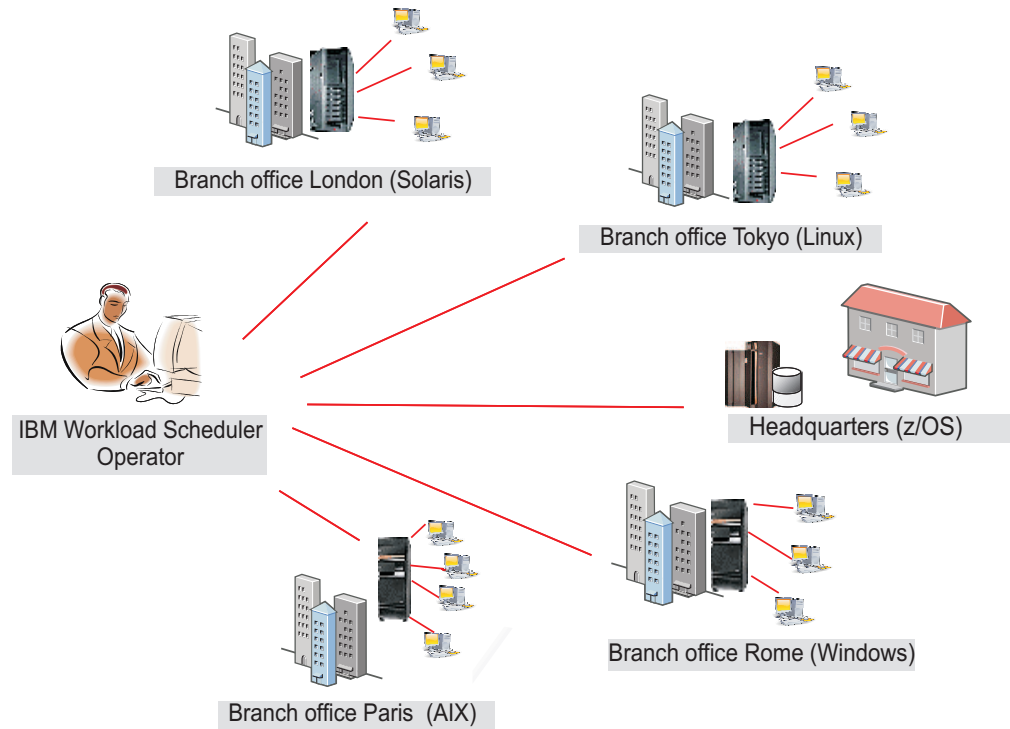 Branch office London (Solaris)
Branch office Tokyo (Linux)
IBM Workload Scheduler
Operator
Headquarters (z/OS)
Branch office Rome (Windows)
Branch office Paris (AIX)